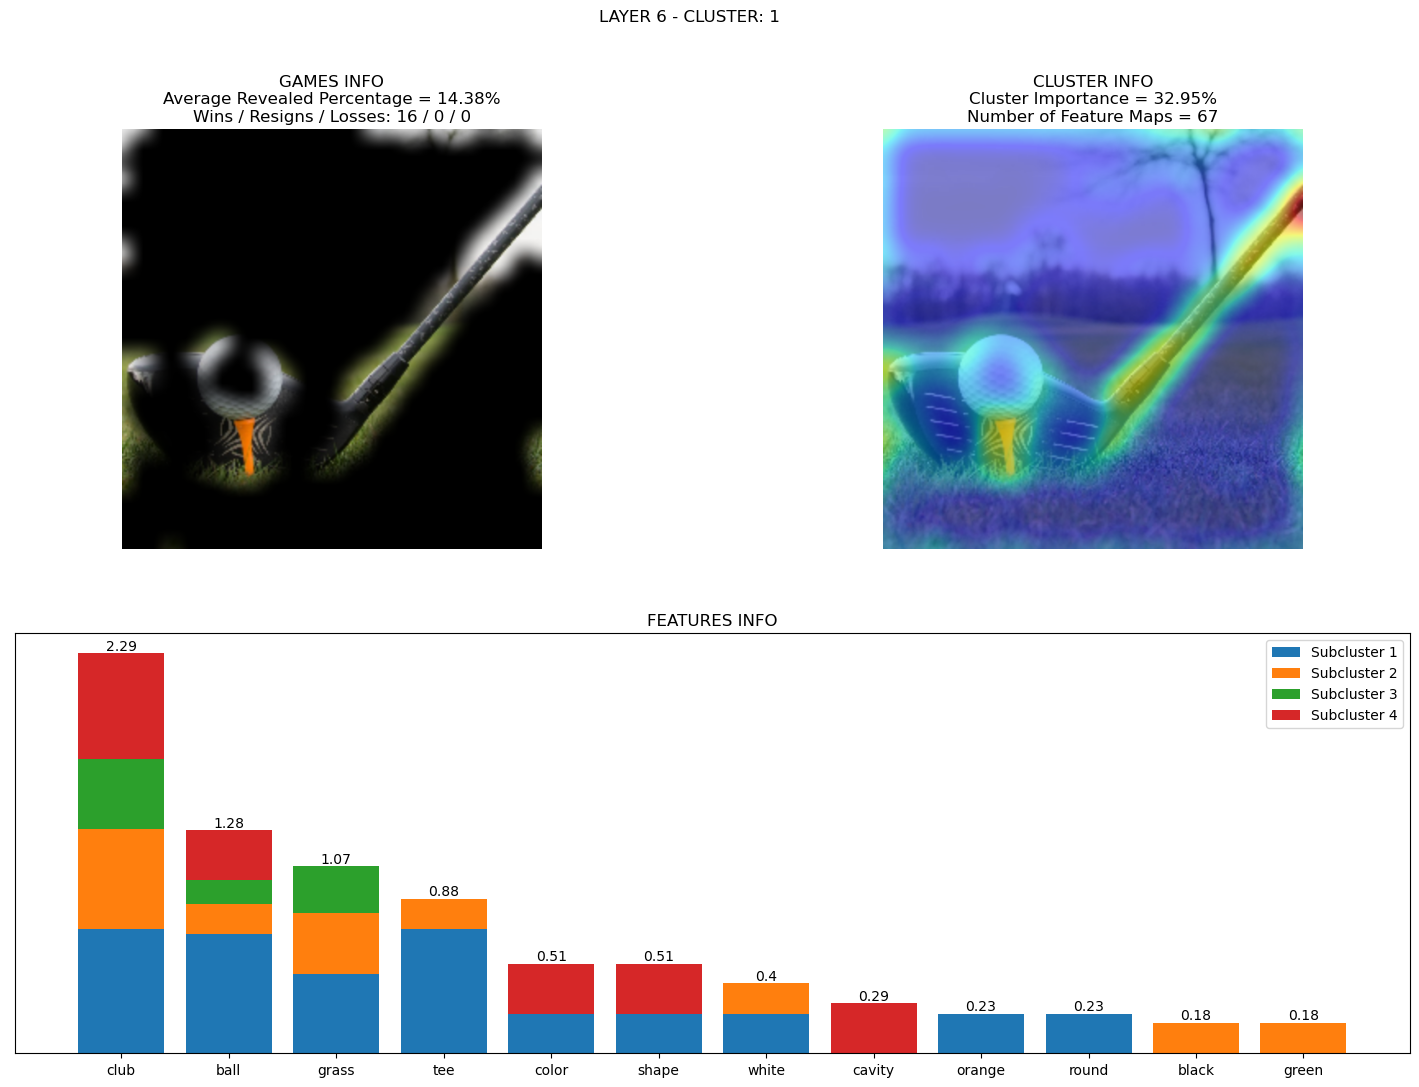 LAYER 6 - CLUSTER: 1
GAMES INFO
Average Revealed Percentage = 14.38%
Wins / Resigns / Losses: 16 / 0 / 0
CLUSTER INFO
Cluster Importance = 32.95%
Number of Feature Maps = 67
FEATURES INFO
Subcluster 1
Subcluster 2
Subcluster 3
Subcluster 4
2.29
1.28
1.07
0.88
0.51
0.51
0.4
0.29
0.23
0.23
0.18
0.18
club
ball
grass
tee
color
shape
white
cavity
orange
round
black
green